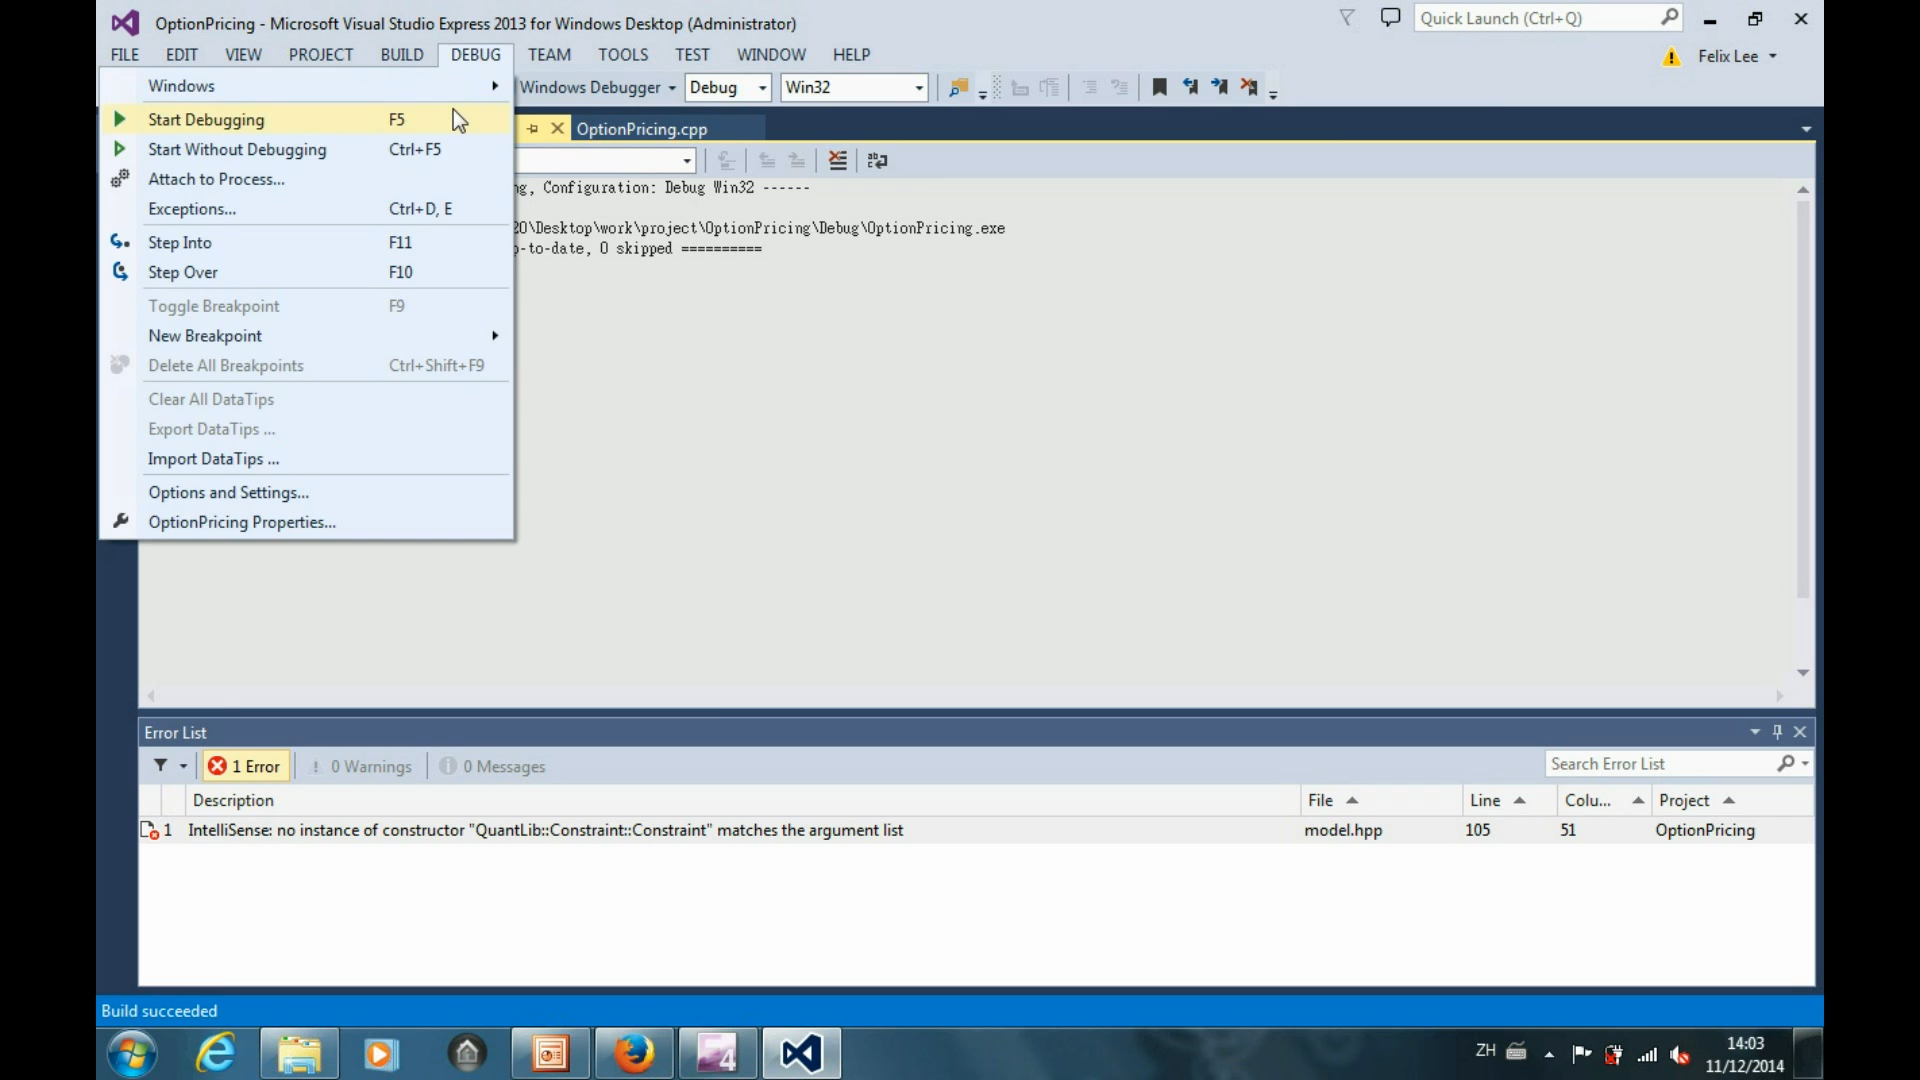 OptionPricing - Microsoft Visual Studio Express 2013 for Windows Desktop (Administrator)
Quick Launch (Ctrl+Q)
FILE EDIT VIEW PROJECT BUILD DEBUG TEAM TOOLS TEST WINDOW HELP
Felix Lee
Windows
Windows Debugger Debug Win32
Start Debugging F5
OptionPricing.cpp
Start Without Debugging Ctrl+F5
Attach to Process...
g, Configuration: Debug Win32 ------
Exceptions... Ctrl+D, E
20\Desktop\work\project\OptionPricing\Debug\OptionPricing.exe
Step Into F11
p-to-date, 0 skipped ==========
Step Over F10
Toggle Breakpoint F9
New Breakpoint
Delete All Breakpoints Ctrl+Shift+F9
Clear All DataTips
Export DataTips ...
Import DataTips ...
Options and Settings...
OptionPricing Properties...
Error List
1 Error 0 Warnings 0 Messages
Search Error List
Description File Line Colu... Project
1 IntelliSense: no instance of constructor "QuantLib::Constraint::Constraint" matches the argument list model.hpp 105 51 OptionPricing
Build succeeded
4
ZH
14:03
11/12/2014